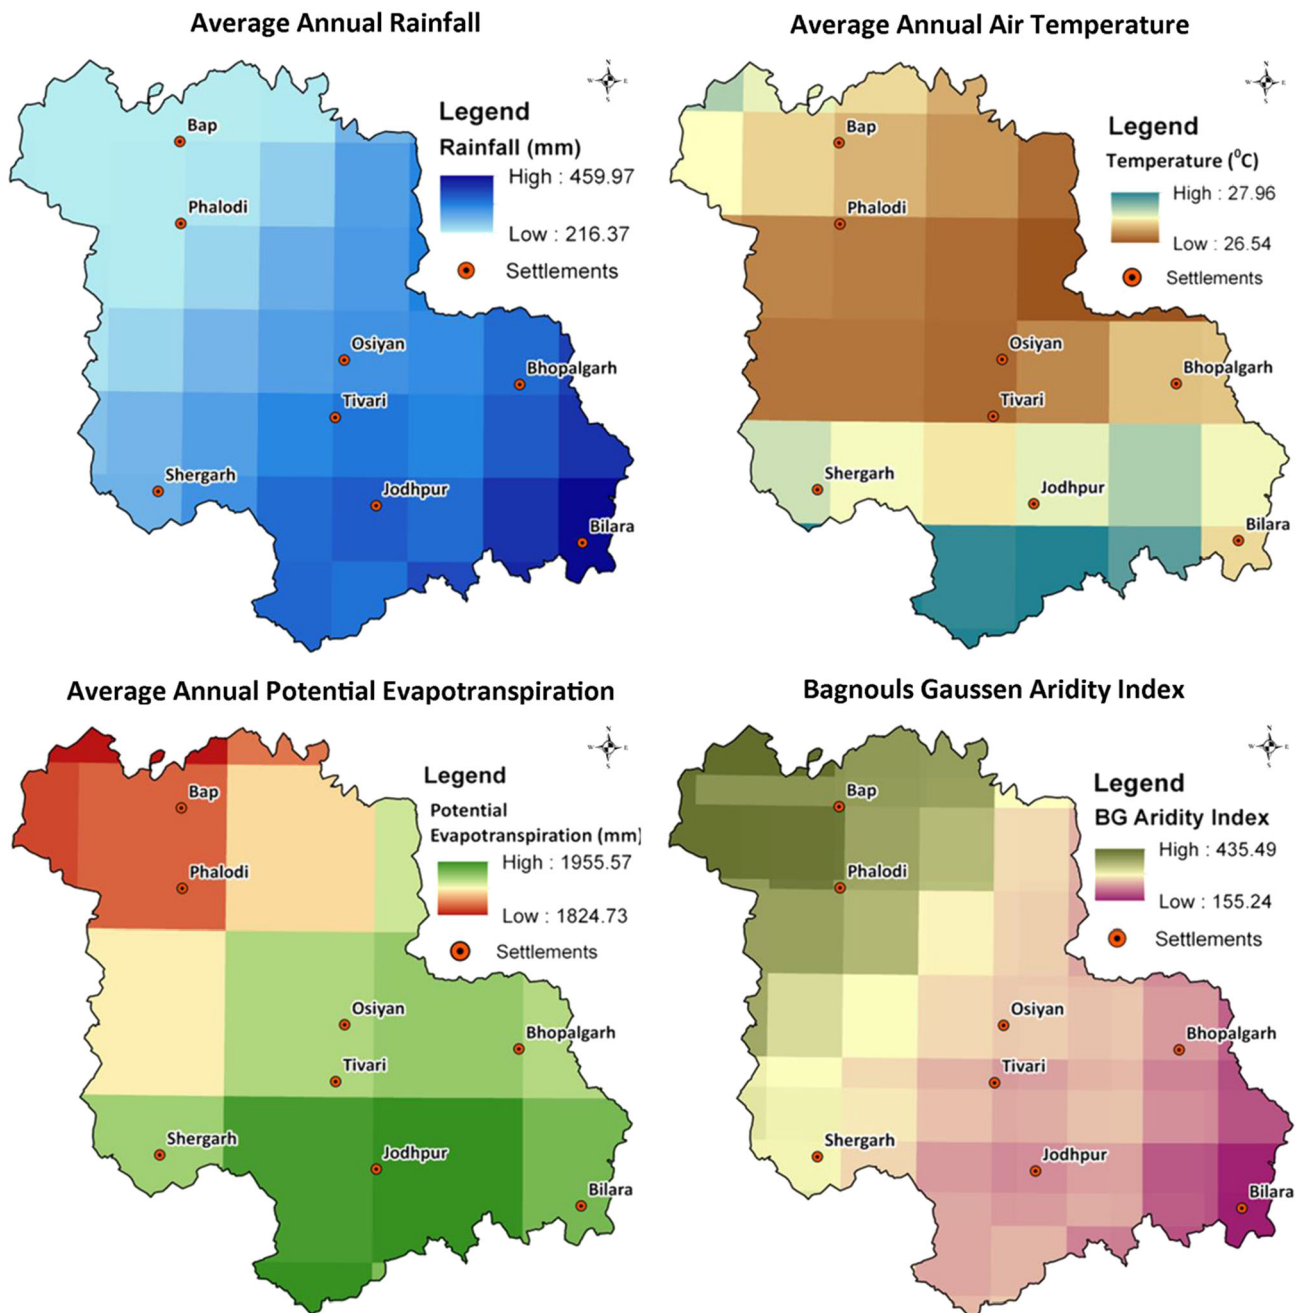 Average Annual Rainfall
N
W E
S
Legend
Rainfall (mm)
High : 459.97
Low : 216.37
Settlements
Bap
Phalodi
Osiyan
Bhopalgarh
Tivari
Shergarh
Jodhpur
Bilara
Average Annual Air Temperature
N
W E
S
Legend
Temperature (⁰C)
High : 27.96
Low : 26.54
Settlements
Bap
Phalodi
Osiyan
Bhopalgarh
Tivari
Shergarh
Jodhpur
Bilara
Average Annual Potential Evapotranspiration
N
W E
S
Legend
Potential
Evapotranspiration (mm)
High : 1955.57
Low : 1824.73
Settlements
Bap
Phalodi
Osiyan
Bhopalgarh
Tivari
Shergarh
Jodhpur
Bilara
Bagnouls Gaussen Aridity Index
N
W E
S
Legend
BG Aridity Index
High : 435.49
Low : 155.24
Settlements
Bap
Phalodi
Osiyan
Bhopalgarh
Tivari
Shergarh
Jodhpur
Bilara